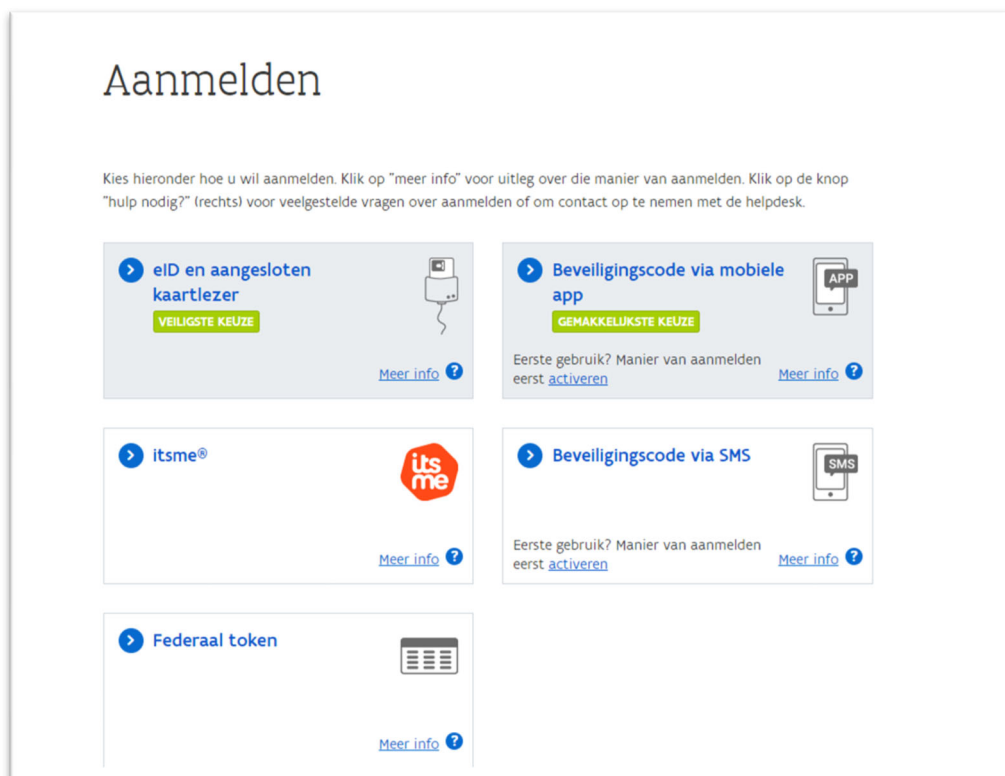 Aanmelden
Kies hieronder hoe u wil aanmelden. Klik op "meer info" voor uitleg over die manier van aanmelden. Klik op de knop
"hulp nodig?" (rechts) voor veelgestelde vragen over aanmelden of om contact op te nemen met de helpdesk.
eID en aangesloten
kaartlezer
VEILIGSTE KEUZE
Meer info ?
Beveiligingscode via mobiele
app
APP
GEMAKKELIJKSTE KEUZE
Eerste gebruik? Manier van aanmelden
eerst activeren
Meer info ?
itsme®
its
me
Meer info ?
Beveiligingscode via SMS
SMS
Eerste gebruik? Manier van aanmelden
eerst activeren
Meer info ?
Federaal token
Meer info ?